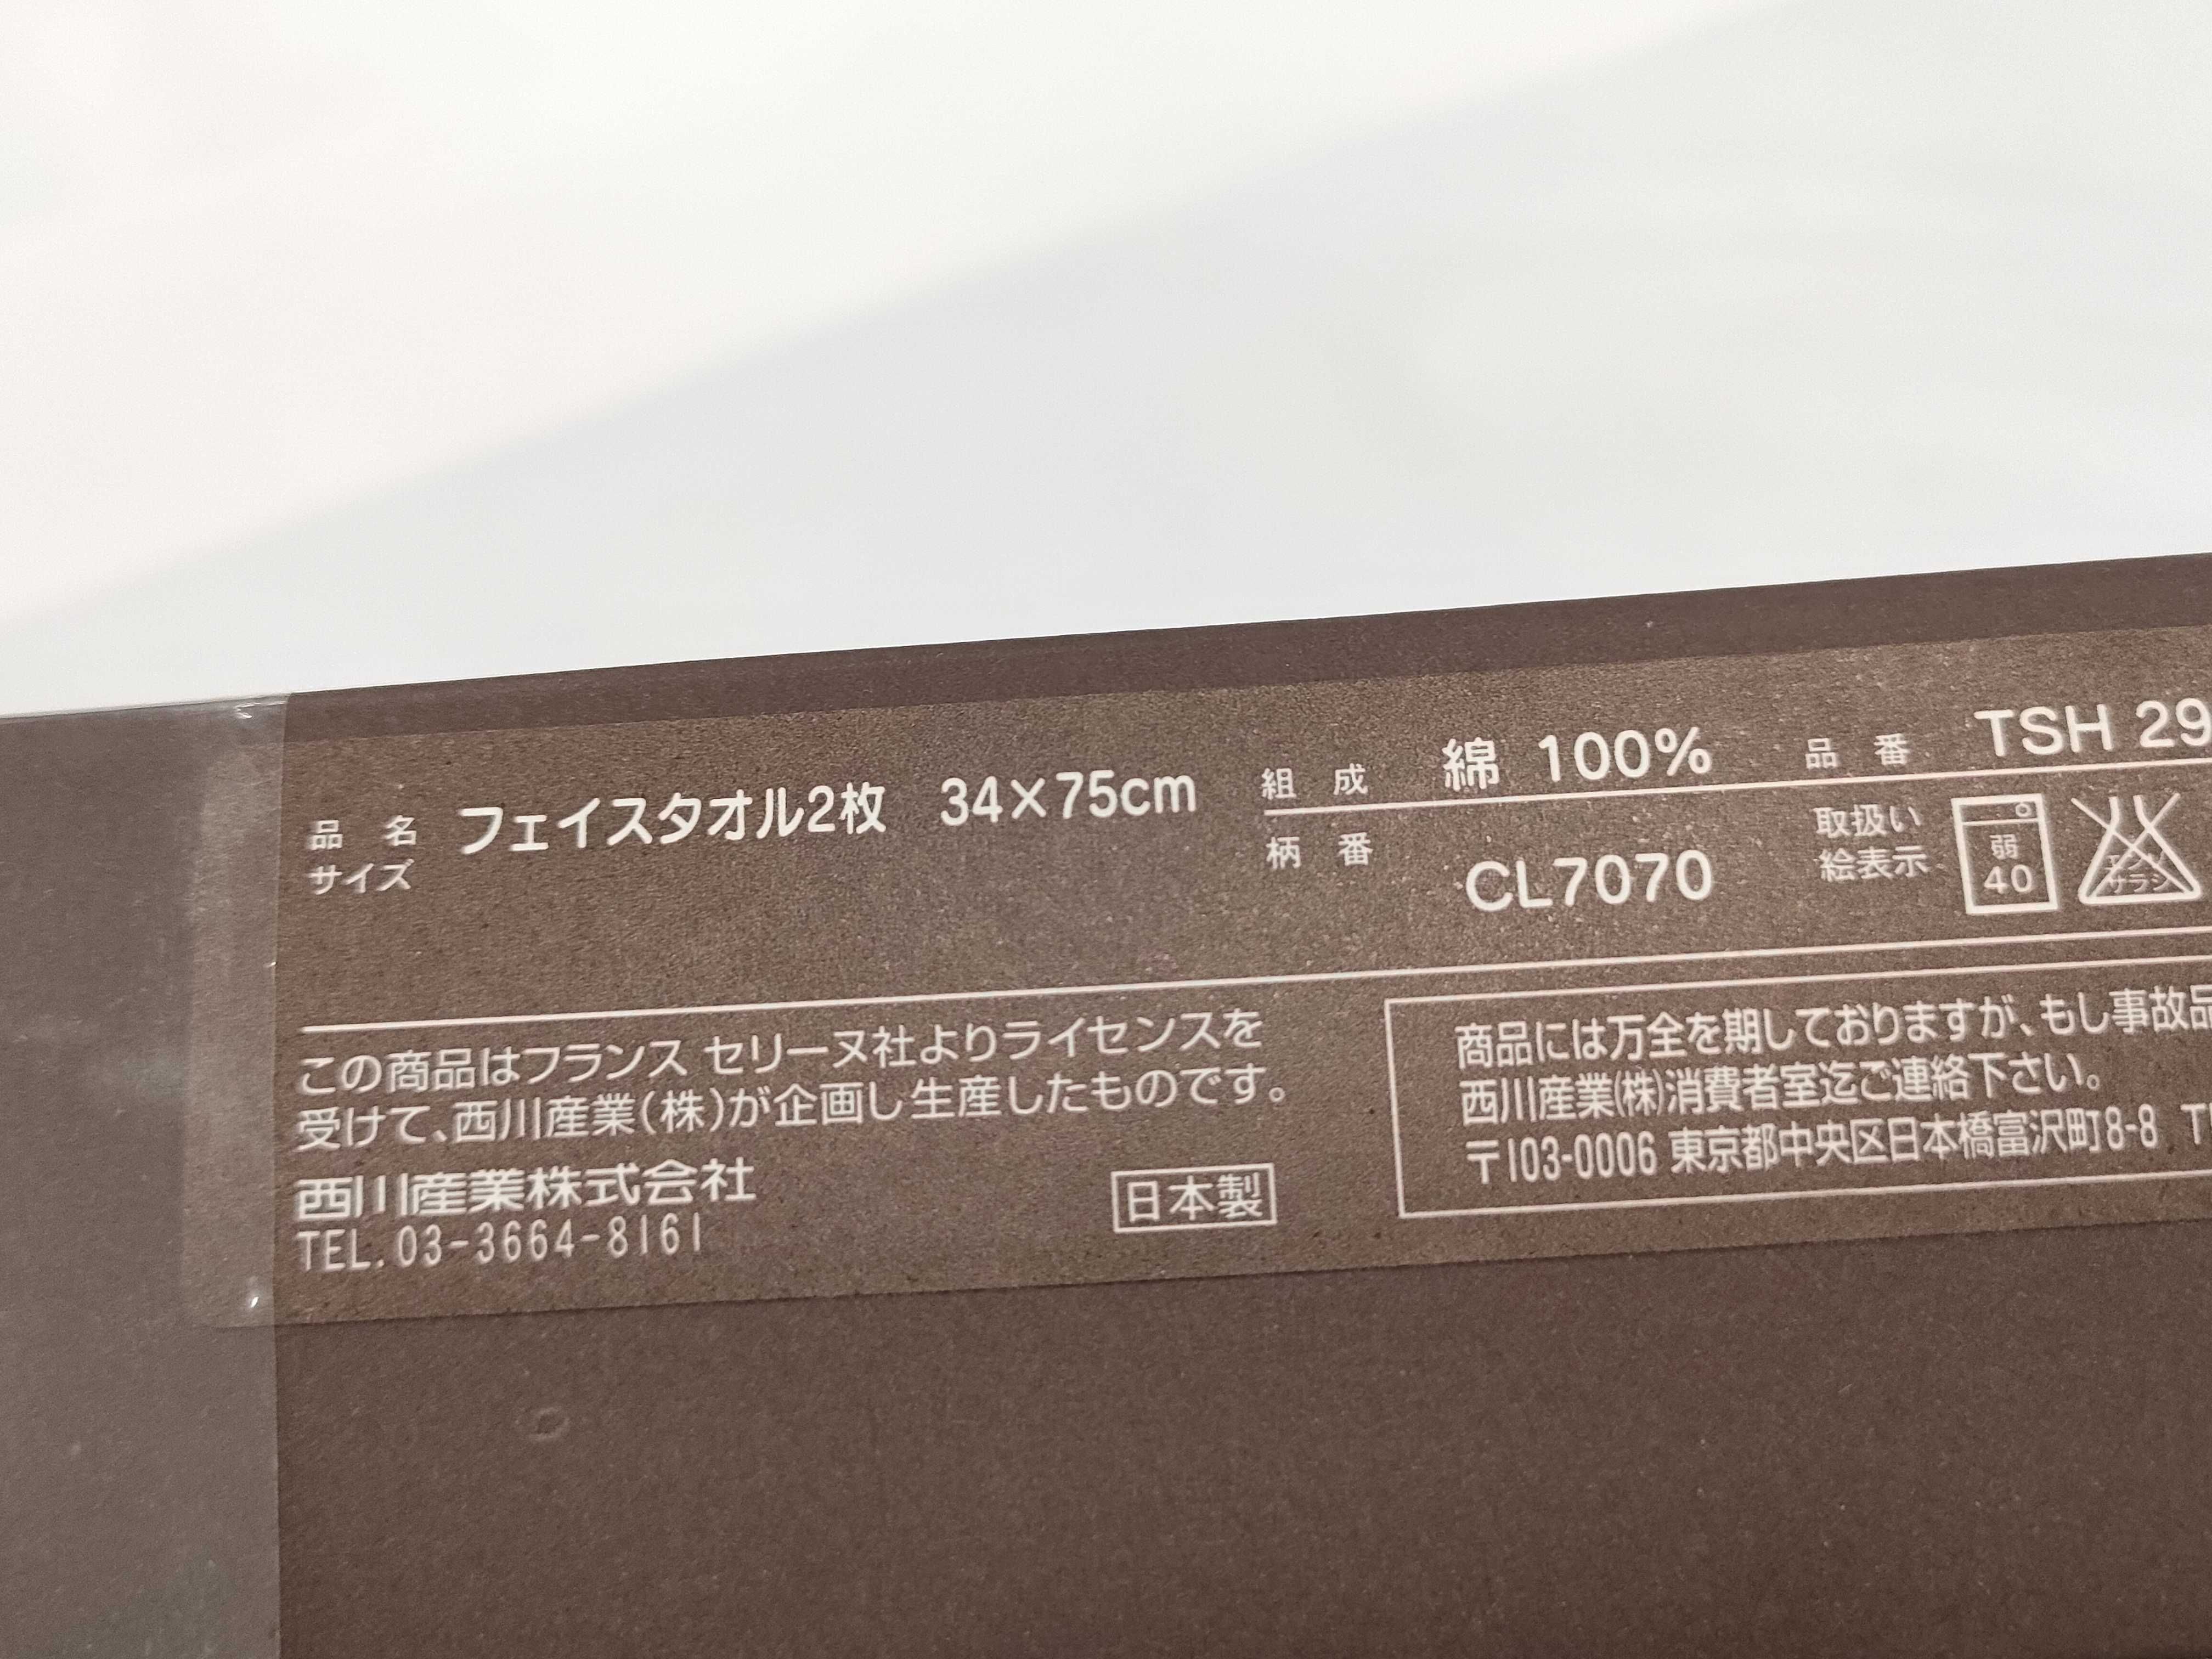 品名 フェイスタオル2枚 34×75cm
サイズ
組成 綿 100%
柄番 CL7070
品番 TSH 29
取扱い
絵表示
弱
40
エンソ
サラシ
この商品はフランス セリーヌ社よりライセンスを
受けて、西川産業(株)が企画し生産したものです。
西川産業株式会社
TEL. 03-3664-8161
日本製
商品には万全を期しておりますが、もし事故品
西川産業(株)消費者室迄ご連絡下さい。
〒103-0006 東京都中央区日本橋富沢町8-8